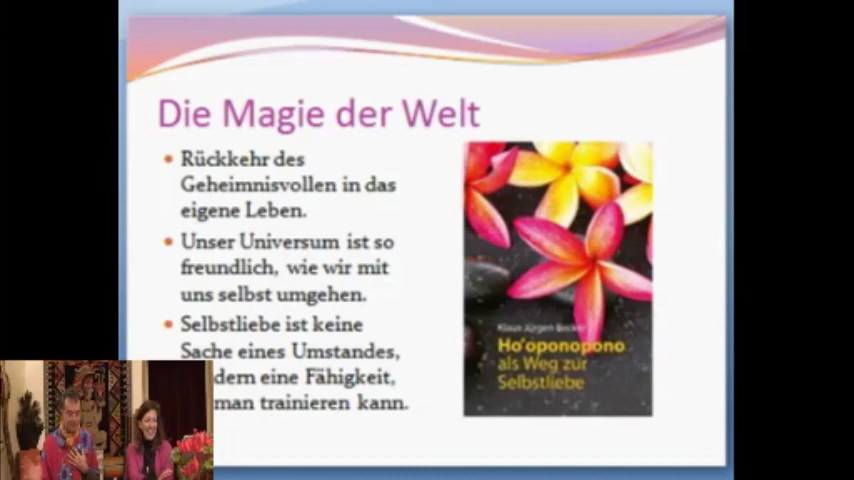 Die Magie der Welt
Rückkehr des
Geheimnisvollen in das
eigene Leben.
Unser Universum ist so
freundlich, wie wir mit
uns selbst umgehen.
Selbstliebe ist keine
Sache eines Umstandes,
dern eine Fähigkeit,
man trainieren kann.
Klaus Jürgen Becker
Ho'oponopono
als Weg zur
Selbstliebe